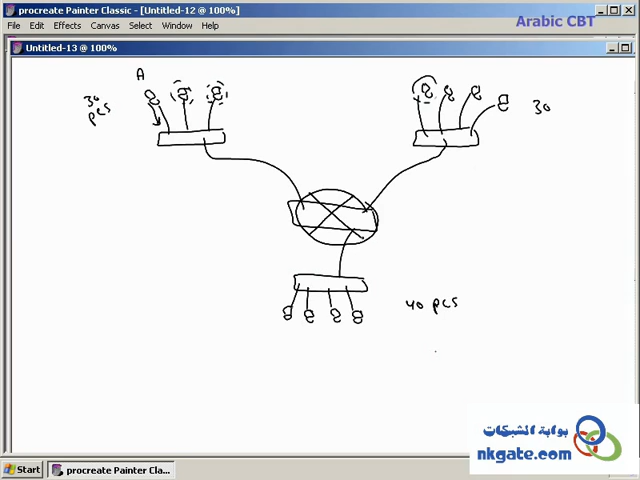 procreate Painter Classic - [Untitled-12 @ 100%]
Arabic CBT
File Edit Effects Canvas Select Window Help
Untitled-13 @ 100%
A
30 pcs
30
40 pcs
بوابة الشبكات
nkgate.com
Start
procreate Painter Cla...